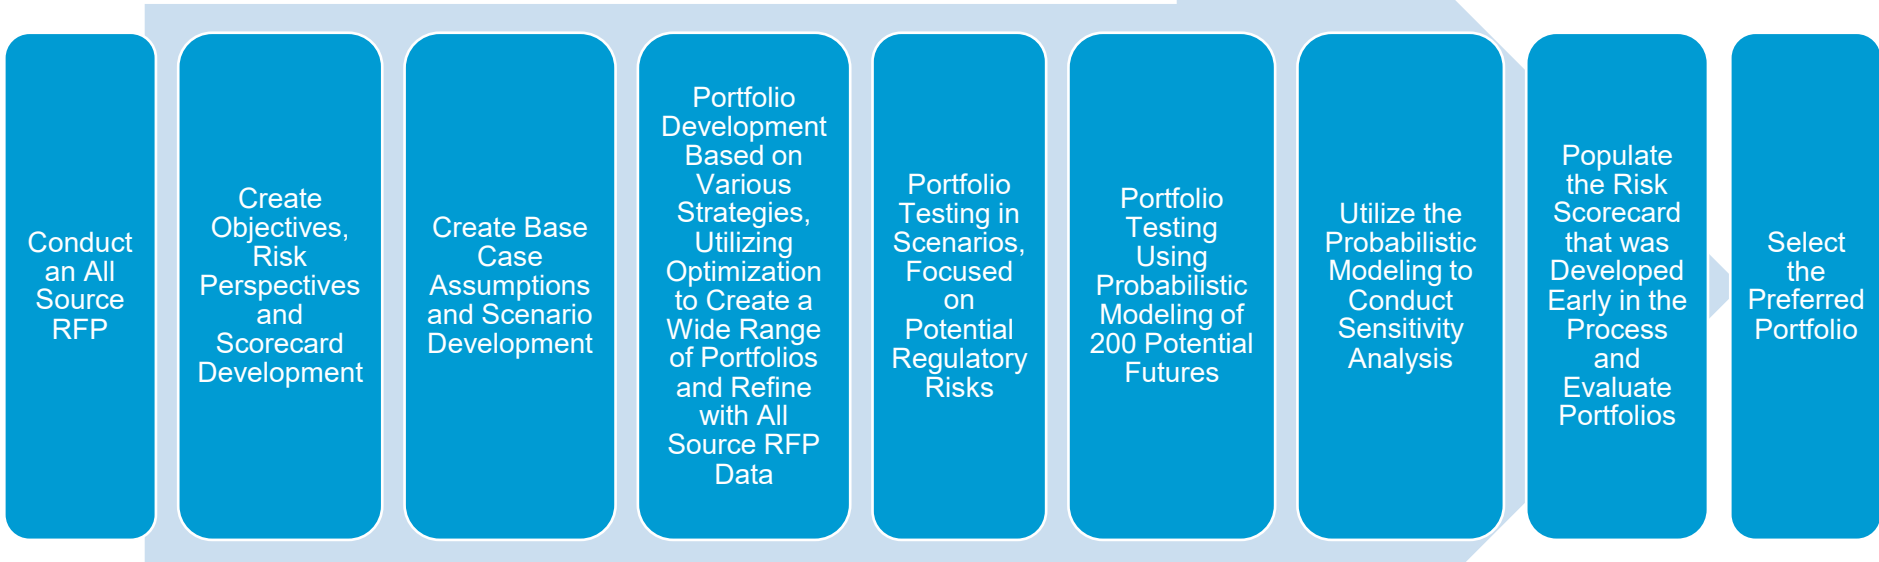 Conduct
an All
Source
RFP
Create
Objectives,
Risk
Perspectives
and
Scorecard
Development
Create Base
Case
Assumptions
and Scenario
Development
Portfolio
Development
Based on
Various
Strategies,
Utilizing
Optimization
to Create a
Wide Range
of Portfolios
and Refine
with All
Source RFP
Data
Portfolio
Testing in
Scenarios,
Focused
on
Potential
Regulatory
Risks
Portfolio
Testing
Using
Probabilistic
Modeling of
200 Potential
Futures
Utilize the
Probabilistic
Modeling to
Conduct
Sensitivity
Analysis
Populate
the Risk
Scorecard
that was
Developed
Early in the
Process
and
Evaluate
Portfolios
Select
the
Preferred
Portfolio